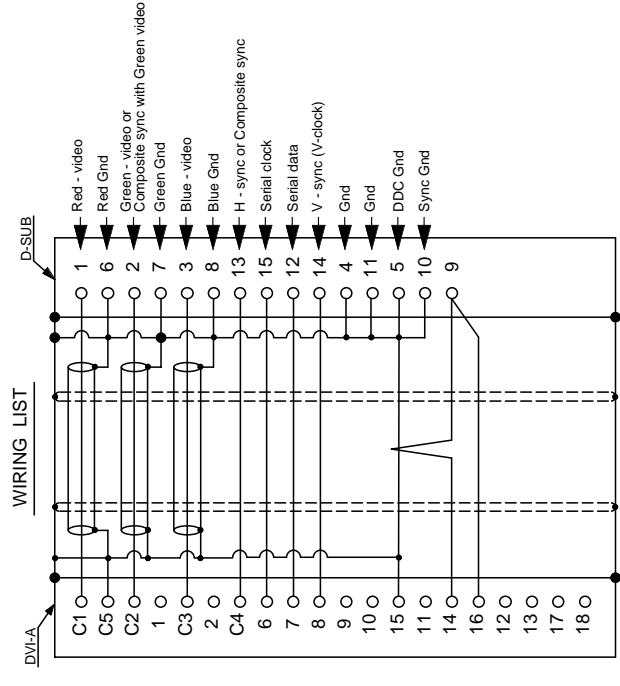 WIRING LIST
D-SUB
1 Red - video
6 Red Gnd
2 Green - video or
Composite sync with Green video
7 Green Gnd
3 Blue - video
8 Blue Gnd
13 H - sync or Composite sync
15 Serial clock
12 Serial data
14 V - sync (V-clock)
4 Gnd
11 Gnd
5 DDC Gnd
10 Sync Gnd
9
DVI-A
C1
C5
C2
1
C3
2
C4
6
7
8
9
10
15
11
14
16
12
13
17
18